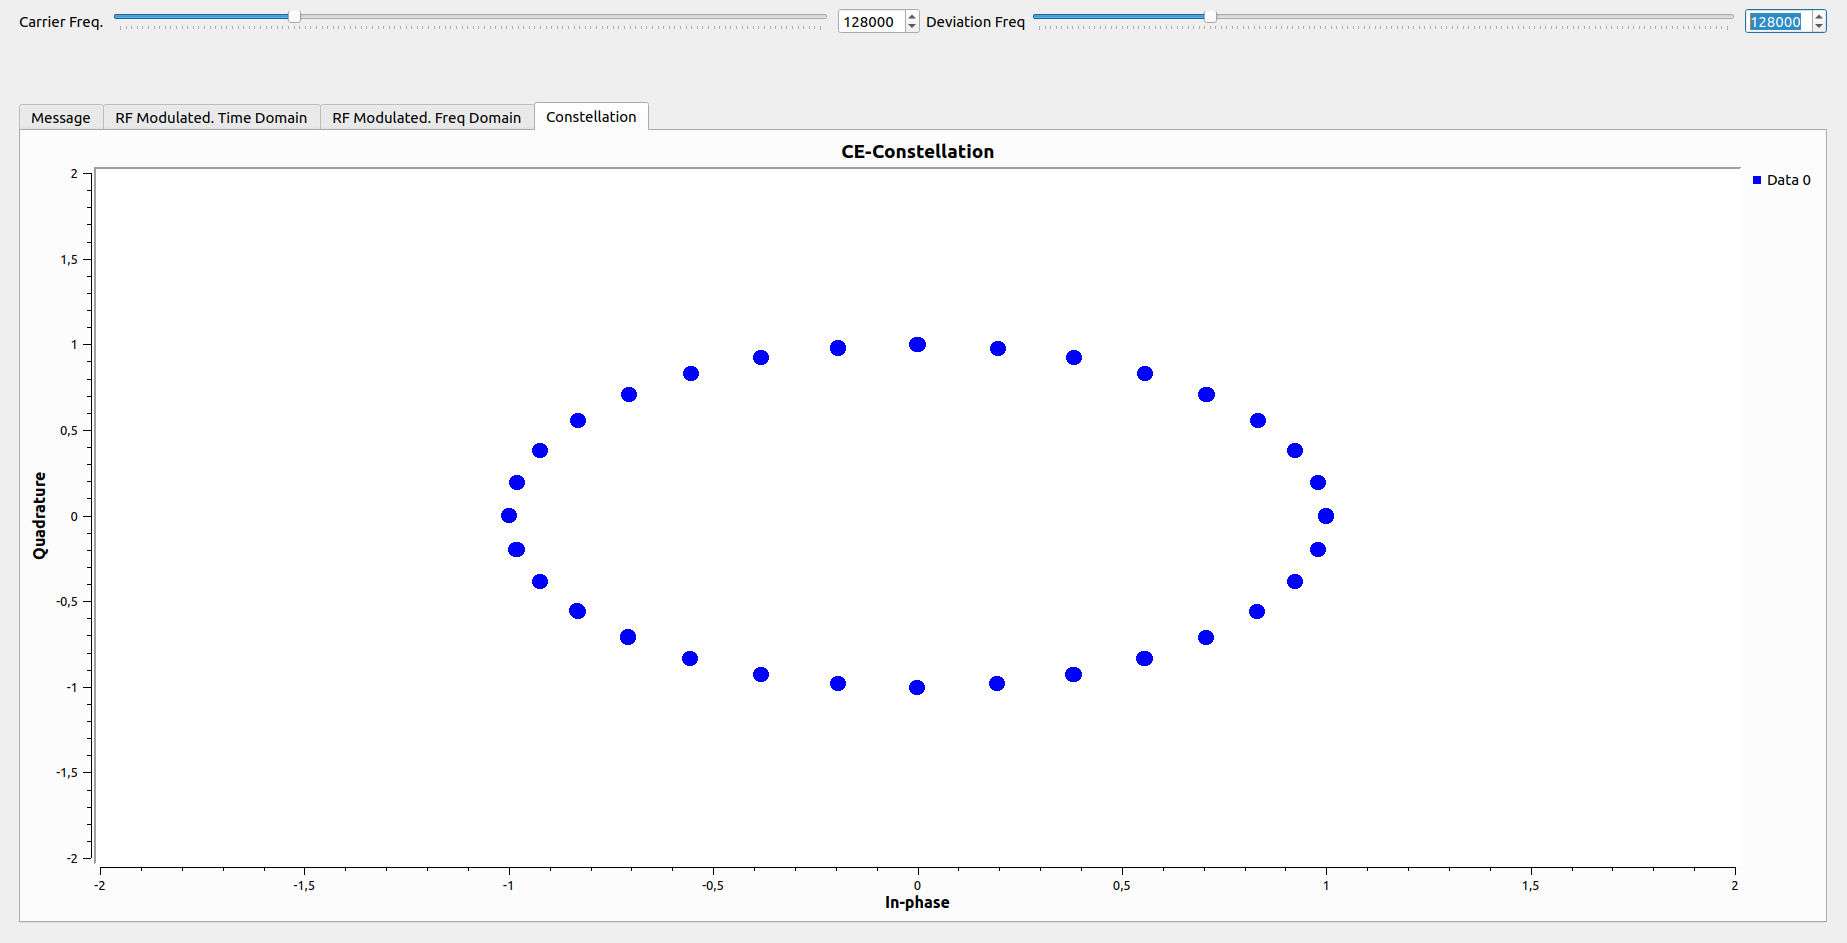 Carrier Freq. 128000 Deviation Freq 128000
Message RF Modulated. Time Domain RF Modulated. Freq Domain Constellation
CE-Constellation
Data 0
Quadrature
2
1,5
1
0,5
0
-0,5
-1
-1,5
-2
-2 -1,5 -1 -0,5 0 0,5 1 1,5 2
In-phase